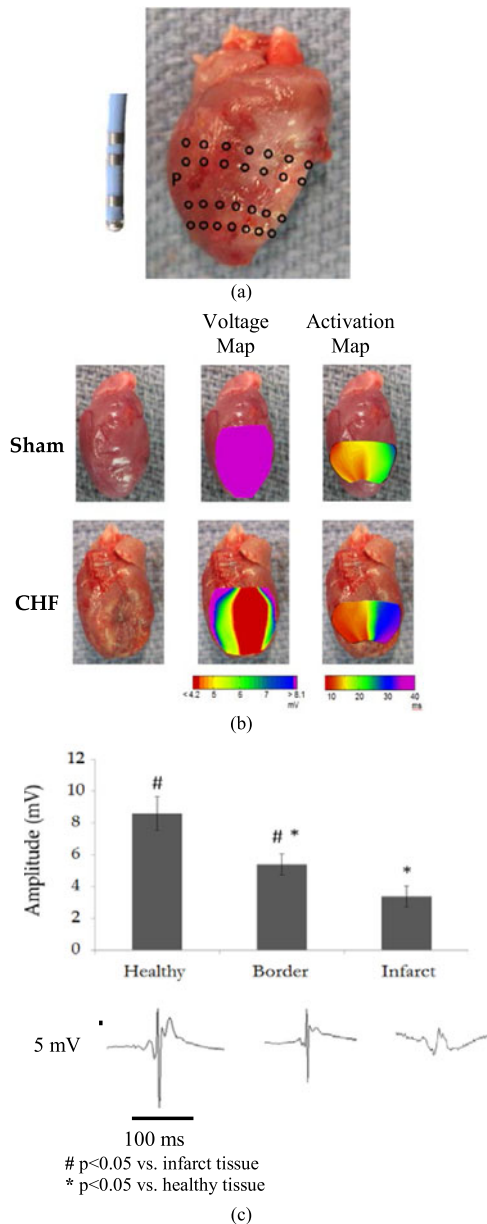 P
(a)
Voltage Map
Activation Map
Sham
CHF
< 4.2 5 6 7 > 8.1
mV
10 20 30 40
ms
(b)
Amplitude (mV)
12
10
8
6
4
2
0
#
# *
*
Healthy Border Infarct
5 mV
100 ms
# p<0.05 vs. infarct tissue
* p<0.05 vs. healthy tissue
(c)